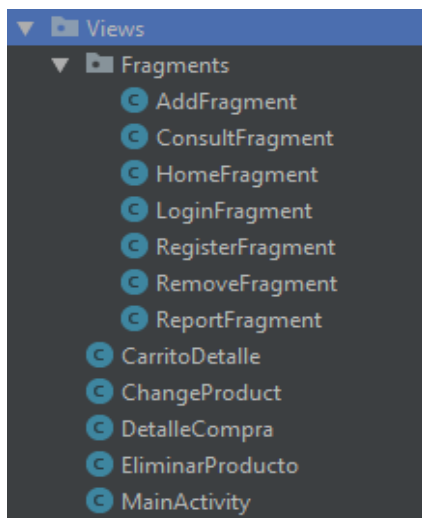 Views
Fragments
C AddFragment
C ConsultFragment
C HomeFragment
C LoginFragment
C RegisterFragment
C RemoveFragment
C ReportFragment
C CarritoDetalle
C ChangeProduct
C DetalleCompra
C EliminarProducto
C MainActivity